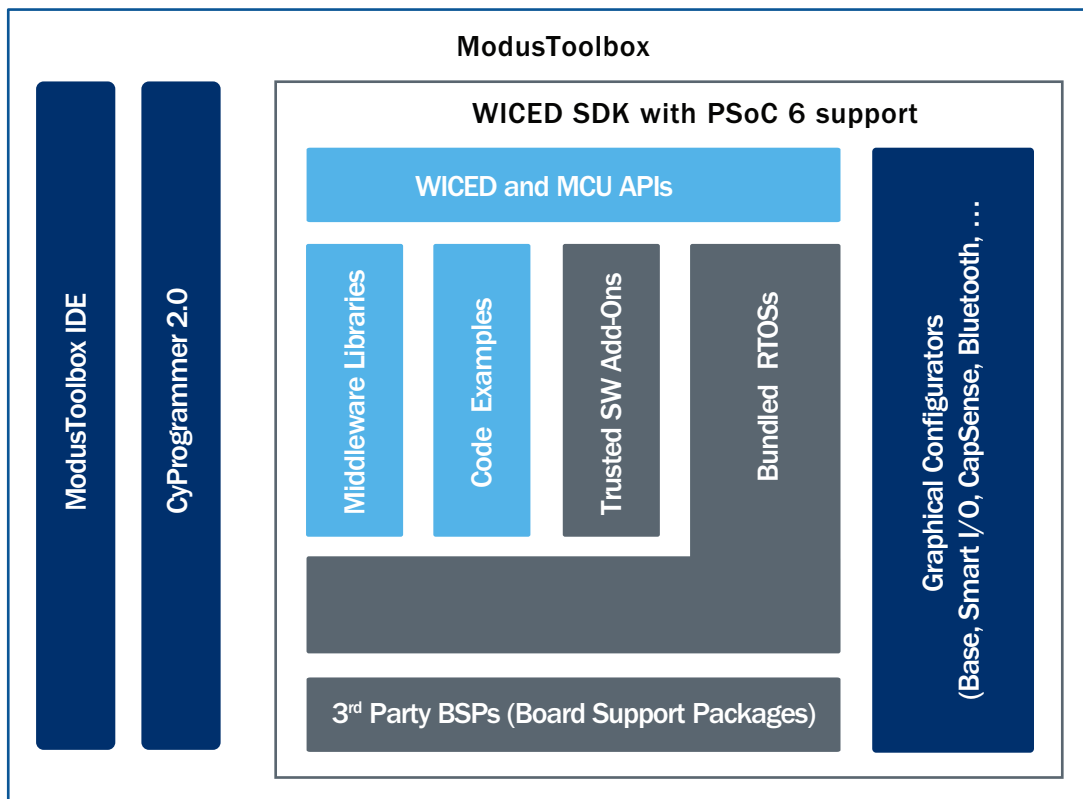 ModusToolbox
ModusToolbox IDE
CyProgrammer 2.0
WICED SDK with PSoC 6 support
WICED and MCU APIs
Middleware Libraries
Code Examples
Trusted SW Add-Ons
Bundled RTOSs
3rd Party BSPs (Board Support Packages)
Graphical Configurators
(Base, Smart I/O, CapSense, Bluetooth, …